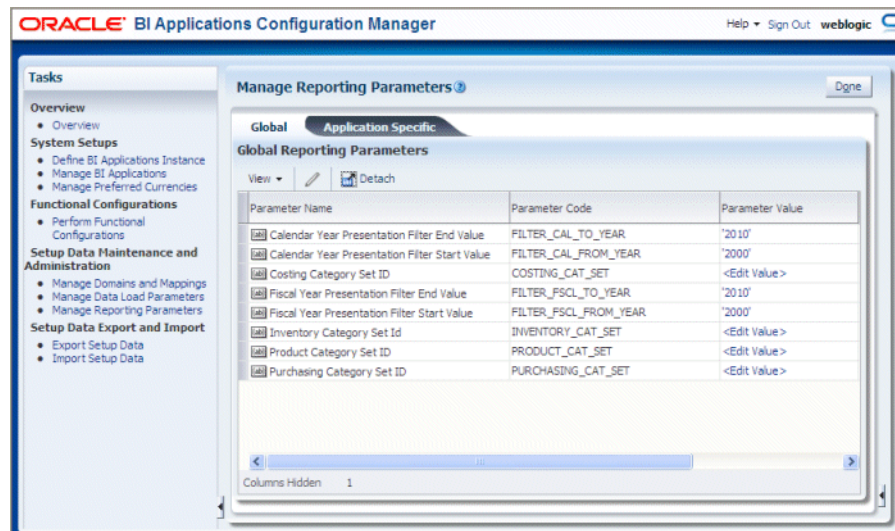 ORACLE BI Applications Configuration Manager
Help Sign Out weblogic
Tasks
Overview
Overview
System Setups
Define BI Applications Instance
Manage BI Applications
Manage Preferred Currencies
Functional Configurations
Perform Functional
Configurations
Setup Data Maintenance and
Administration
Manage Domains and Mappings
Manage Data Load Parameters
Manage Reporting Parameters
Setup Data Export and Import
Export Setup Data
Import Setup Data
Manage Reporting Parameters
Done
Global Application Specific
Global Reporting Parameters
View Detach
Parameter Name Parameter Code Parameter Value
Calendar Year Presentation Filter End Value FILTER_CAL_TO_YEAR '2010'
Calendar Year Presentation Filter Start Value FILTER_CAL_FROM_YEAR '2000'
Costing Category Set ID COSTING_CAT_SET <Edit Value>
Fiscal Year Presentation Filter End Value FILTER_FSCL_TO_YEAR '2010'
Fiscal Year Presentation Filter Start Value FILTER_FSCL_FROM_YEAR '2000'
Inventory Category Set Id INVENTORY_CAT_SET <Edit Value>
Product Category Set ID PRODUCT_CAT_SET <Edit Value>
Purchasing Category Set ID PURCHASING_CAT_SET <Edit Value>
Columns Hidden 1